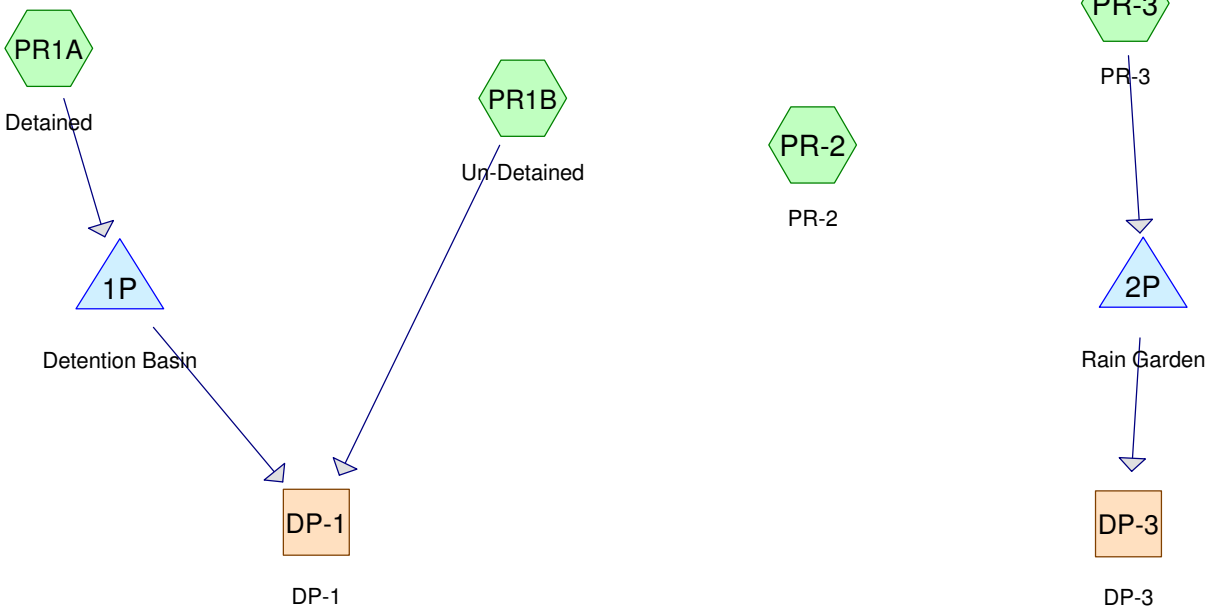 PR1A
Detained
PR1B
Un-Detained
PR-2
PR-2
PR-3
PR-3
1P
Detention Basin
2P
Rain Garden
DP-1
DP-1
DP-3
DP-3